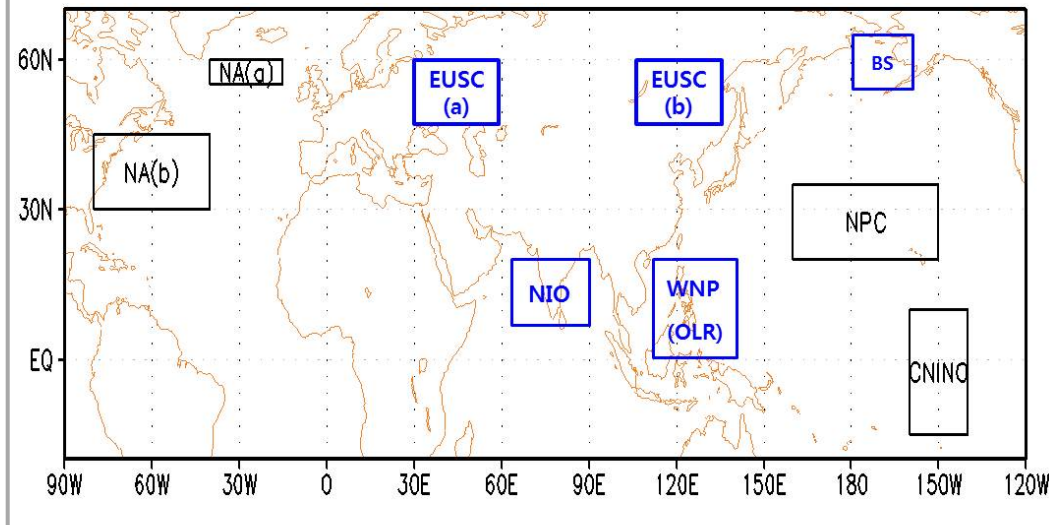 60N
NA(a)
EUSC
(a)
EUSC
(b)
BS
NA(b)
30N
NPC
NIO
WNP
(OLR)
EQ
CNINO
90W 60W 30W 0 30E 60E 90E 120E 150E 180 150W 120W